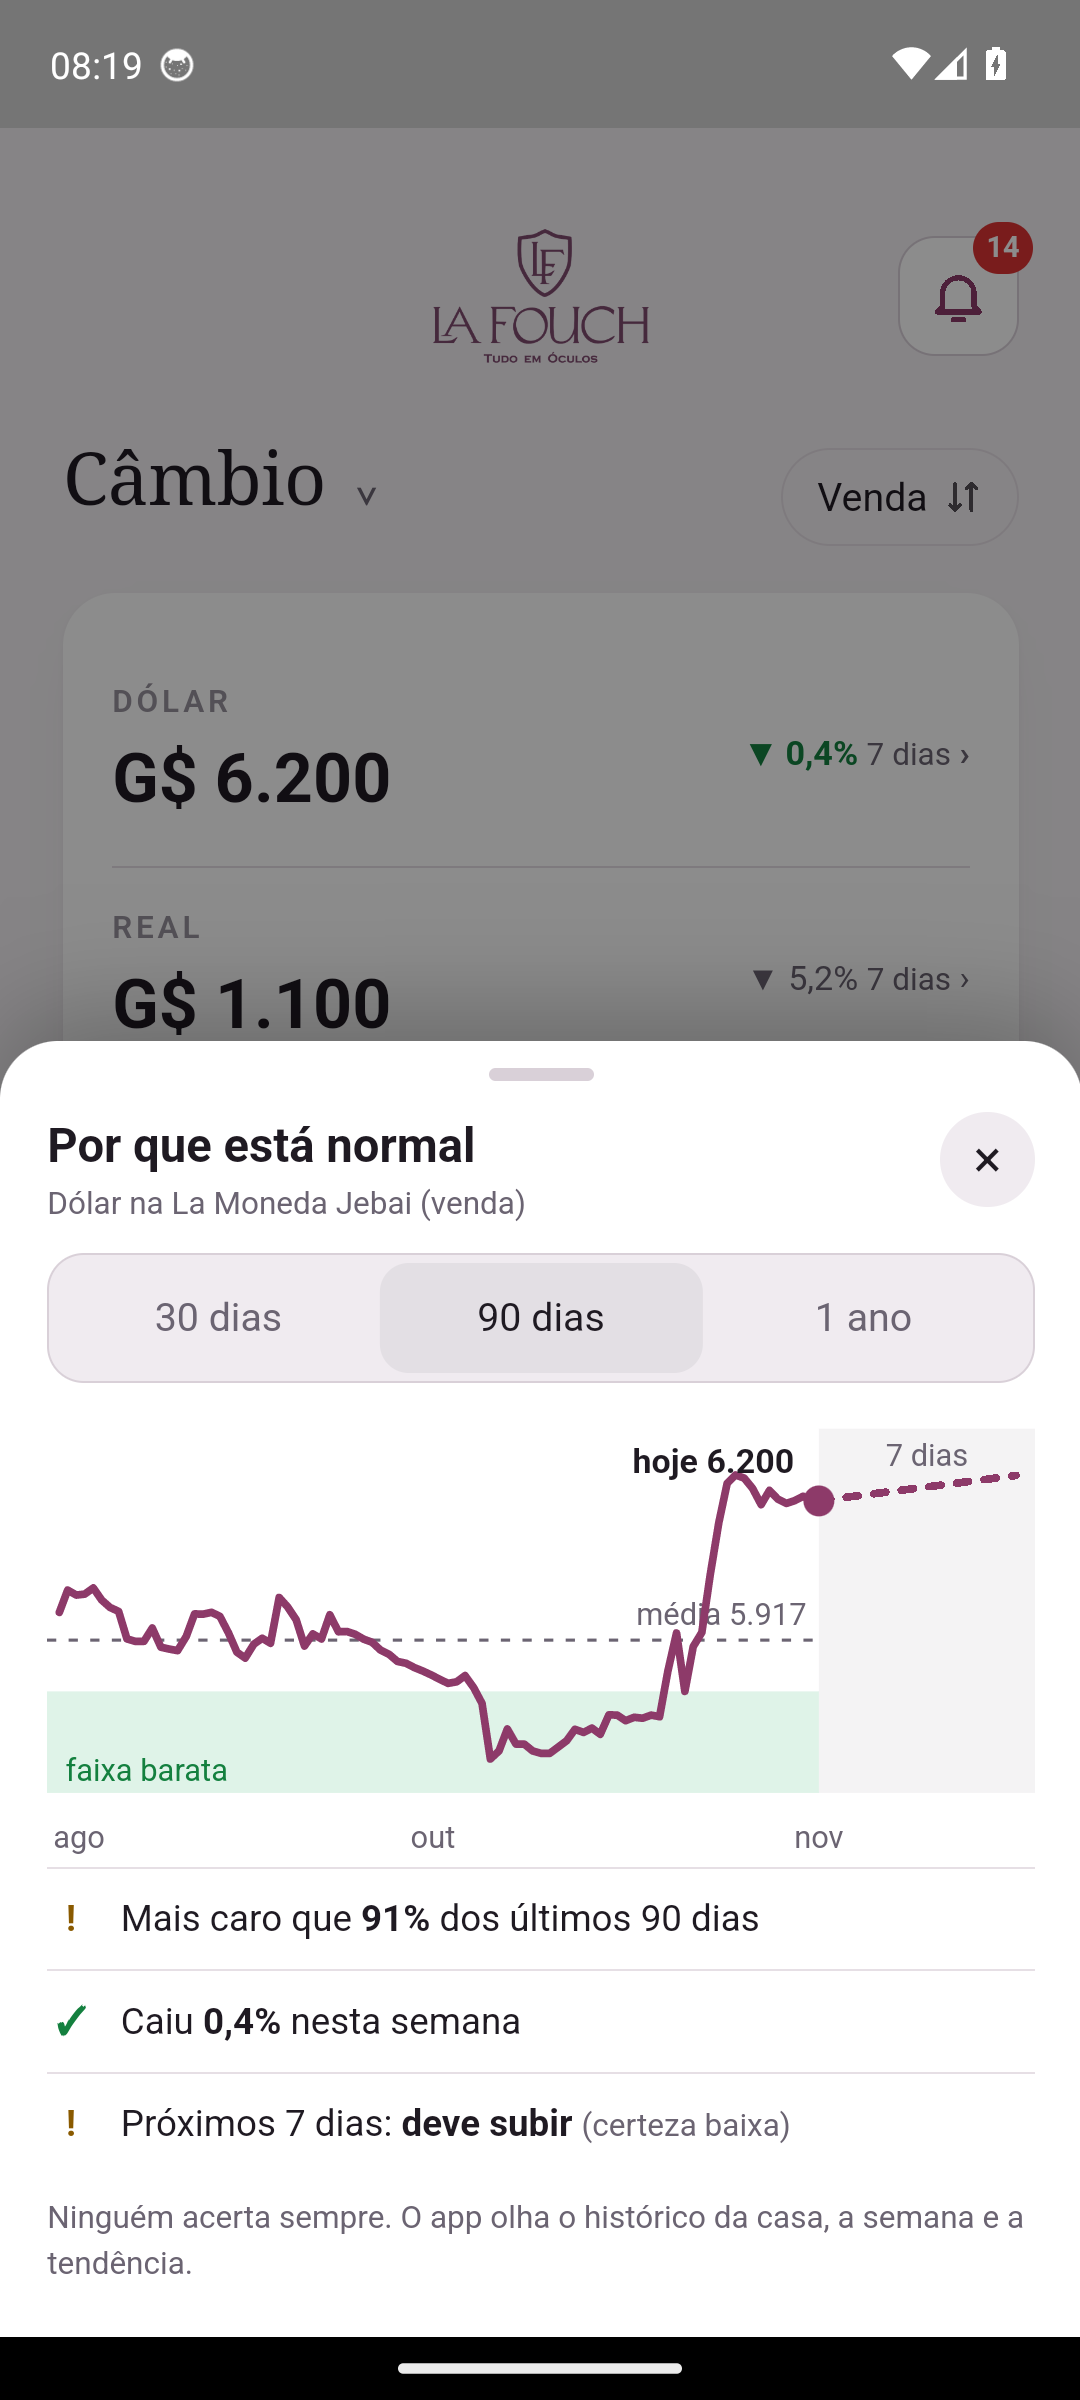 08:19
14
LF
LA FOUCH
TUDO EM ÓCULOS
Câmbio
Venda
DÓLAR
G$ 6.200
▼ 0,4% 7 dias ›
REAL
G$ 1.100
▼ 5,2% 7 dias ›
Por que está normal
Dólar na La Moneda Jebai (venda)
30 dias
90 dias
1 ano
hoje 6.200
7 dias
média 5.917
faixa barata
ago
out
nov
! Mais caro que 91% dos últimos 90 dias
✓ Caiu 0,4% nesta semana
! Próximos 7 dias: deve subir (certeza baixa)
Ninguém acerta sempre. O app olha o histórico da casa, a semana e a
tendência.